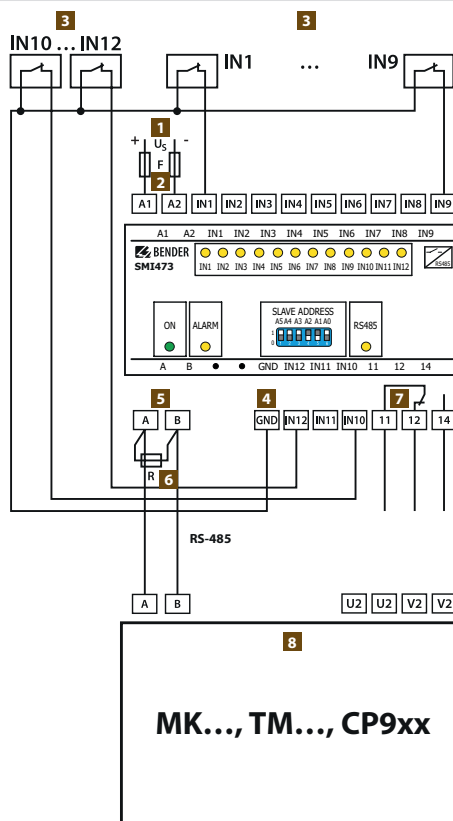 3 3
IN10 ... IN12 IN1 ... IN9
1
+ US -
F
2
A1 A2 IN1 IN2 IN3 IN4 IN5 IN6 IN7 IN8 IN9
A1 A2 IN1 IN2 IN3 IN4 IN5 IN6 IN7 IN8 IN9
BENDER
SMI473
IN1 IN2 IN3 IN4 IN5 IN6 IN7 IN8 IN9 IN10 IN11 IN12
RS485
SLAVE ADDRESS
A5 A4 A3 A2 A1 A0
1
0
ON ALARM RS485
A B • • GND IN12 IN11 IN10 11 12 14
5 4 7
A B GND IN12 IN11 IN10 11 12 14
R 6
RS-485
A B U2 U2 V2 V2
8
MK..., TM..., CP9xx